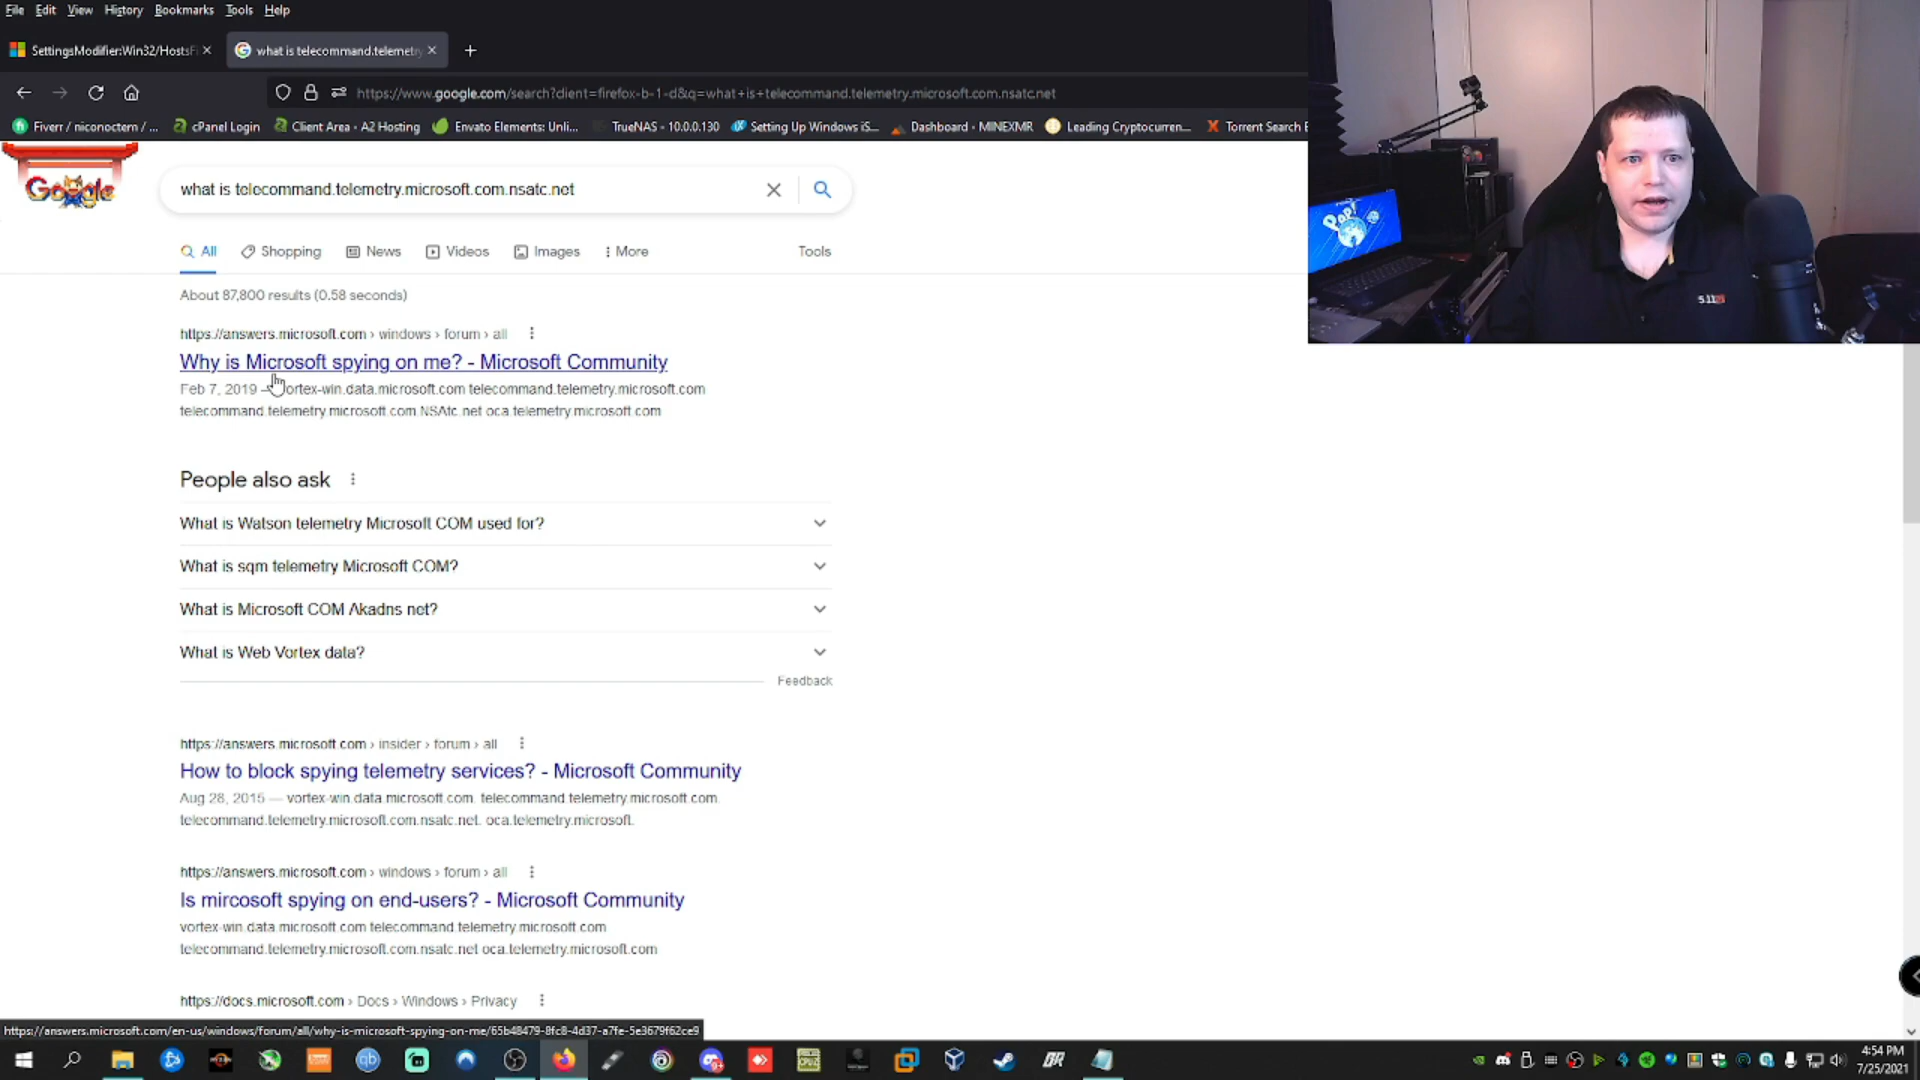 File Edit View History Bookmarks Tools Help
SettingsModifier:Win32/HostsFi
what is telecommand.telemetry
https://www.google.com/search?client=firefox-b-1-d&q=what+is+telecommand.telemetry.microsoft.com.nsatc.net
Fiverr / niconoctern / ... cPanel Login Client Area - A2 Hosting Envato Elements: Unli... TrueNAS - 10.0.0.130 Setting Up Windows iS... Dashboard - MINEXMR Leading Cryptocurren... Torrent Search E
Google
what is telecommand.telemetry.microsoft.com.nsatc.net
All Shopping News Videos Images More Tools
About 87,800 results (0.58 seconds)
https://answers.microsoft.com › windows › forum › all
Why is Microsoft spying on me? - Microsoft Community
Feb 7, 2019 — vortex-win.data.microsoft.com telecommand.telemetry.microsoft.com
telecommand.telemetry.microsoft.com.NSAtc.net oca.telemetry.microsoft.com
People also ask
What is Watson telemetry Microsoft COM used for?
What is sqm telemetry Microsoft COM?
What is Microsoft COM Akadns net?
What is Web Vortex data?
Feedback
https://answers.microsoft.com › insider › forum › all
How to block spying telemetry services? - Microsoft Community
Aug 28, 2015 — vortex-win.data.microsoft.com. telecommand.telemetry.microsoft.com.
telecommand.telemetry.microsoft.com.nsatc.net. oca.telemetry.microsoft.
https://answers.microsoft.com › windows › forum › all
Is mircosoft spying on end-users? - Microsoft Community
vortex-win.data.microsoft.com telecommand.telemetry.microsoft.com
telecommand.telemetry.microsoft.com.nsatc.net oca.telemetry.microsoft.com
https://docs.microsoft.com › Docs › Windows › Privacy
https://answers.microsoft.com/en-us/windows/forum/all/why-is-microsoft-spying-on-me/65b48479-8fc8-4d37-a7fe-5e3679f62ce9
4:54 PM
7/25/2021
POP!
5.11